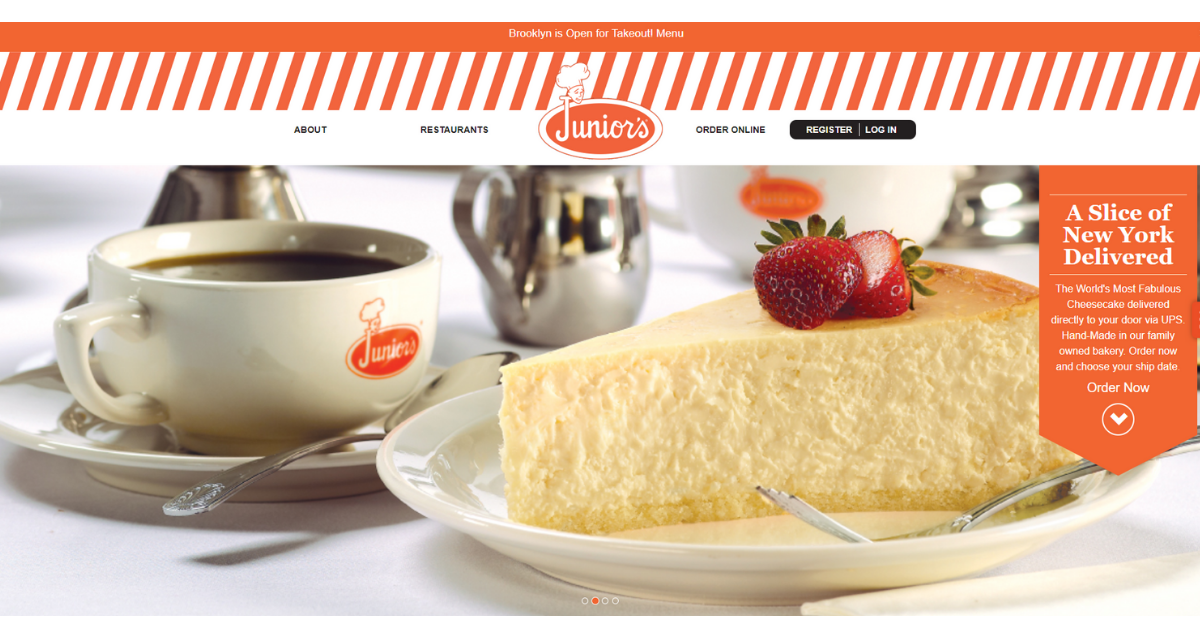 Brooklyn is Open for Takeout! Menu
ABOUT
RESTAURANTS
Junior's
ORDER ONLINE
REGISTER | LOG IN
Junior's
Junior's
A Slice of
New York
Delivered
The World's Most Fabulous
Cheesecake delivered
directly to your door via UPS.
Hand-Made in our family
owned bakery. Order now
and choose your ship date.
Order Now